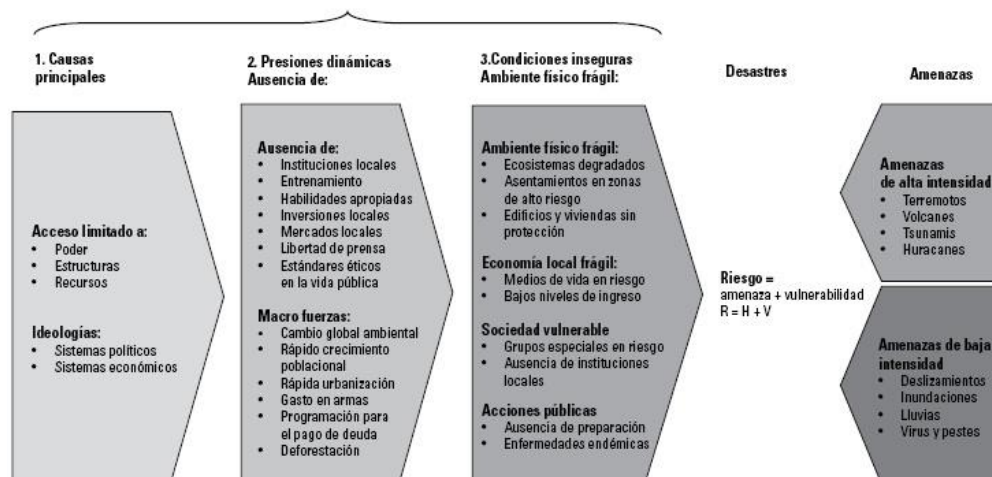 1. Causas
principales
2. Presiones dinámicas
Ausencia de:
3.Condiciones inseguras
Ambiente físico frágil:
Desastres
Amenazas
Acceso limitado a:
• Poder
• Estructuras
• Recursos
Ideologías:
• Sistemas políticos
• Sistemas económicos
Ausencia de:
• Instituciones locales
• Entrenamiento
• Habilidades apropiadas
• Inversiones locales
• Mercados locales
• Libertad de prensa
• Estándares éticos
en la vida pública
Macro fuerzas:
• Cambio global ambiental
• Rápido crecimiento
poblacional
• Rápida urbanización
• Gasto en armas
• Programación para
el pago de deuda
• Deforestación
Ambiente físico frágil:
• Ecosistemas degradados
• Asentamientos en zonas
de alto riesgo
• Edificios y viviendas sin
protección
Economía local frágil:
• Medios de vida en riesgo
• Bajos niveles de ingreso
Sociedad vulnerable
• Grupos especiales en riesgo
• Ausencia de instituciones
locales
Acciones públicas
• Ausencia de preparación
• Enfermedades endémicas
Riesgo =
amenaza + vulnerabilidad
R = H + V
Amenazas
de alta intensidad
• Terremotos
• Volcanes
• Tsunamis
• Huracanes
Amenazas de baja
intensidad
• Deslizamientos
• Inundaciones
• Lluvias
• Virus y pestes